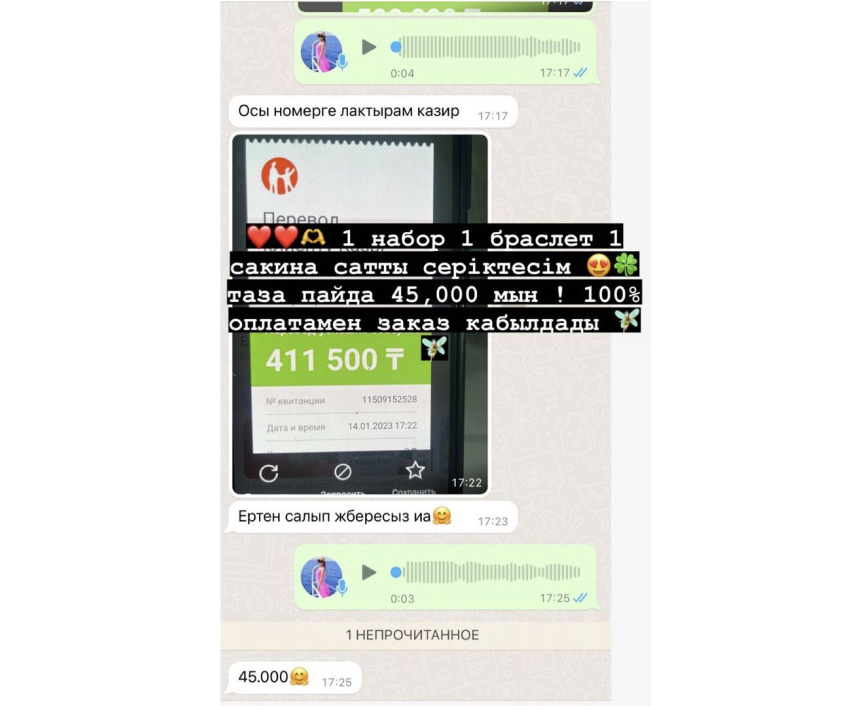 17:17
0:04
17:17
Осы номерге лактырам казир
17:17
Перевод
❤️❤️🫶 1 набор 1 браслет 1
сакина сатты серіктесім 😍🍀
таза пайда 45,000 мын ! 100%
оплатамен заказ кабылдады 🧚
411 500 ₸
№ квитанции 11509152528
Дата и время 14.01.2023 17:22
Сохранить
17:22
Ертен салып жбересыз иа🤗
17:23
0:03
17:25
1 НЕПРОЧИТАННОЕ
45.000🤗
17:25